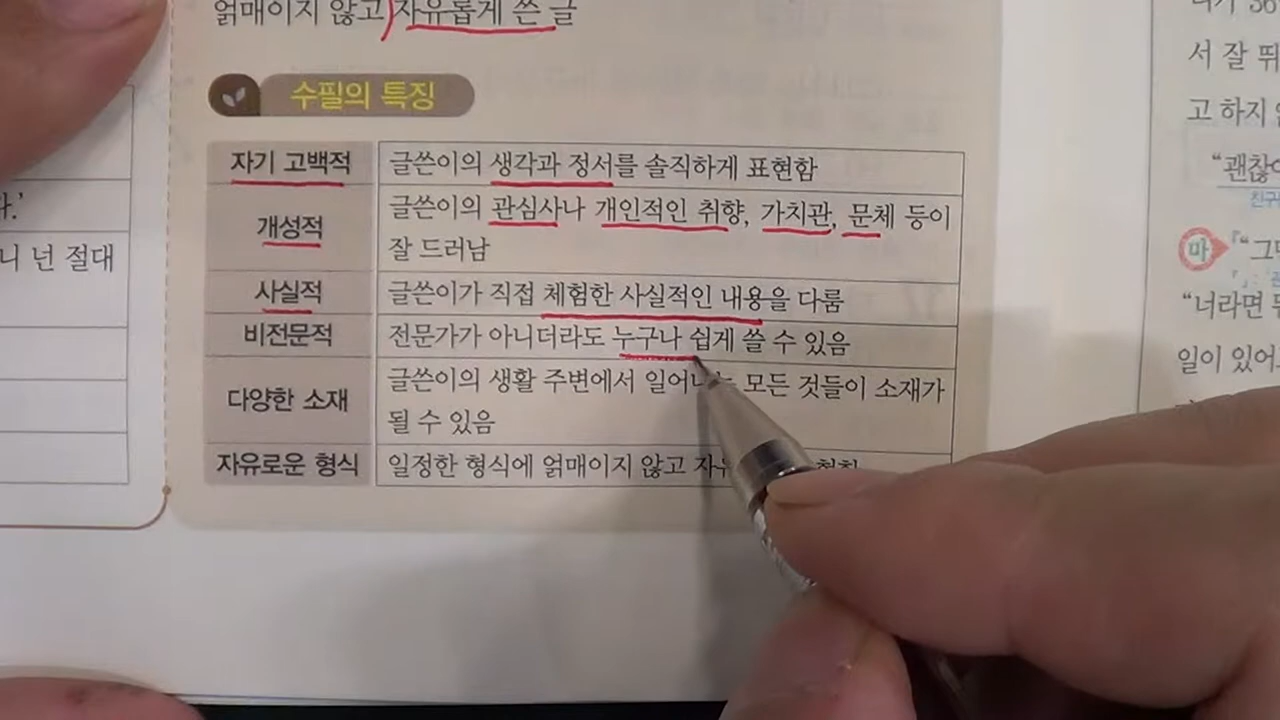 얽매이지 않고 자유롭게 쓴 글
수필의 특징
자기 고백적 글쓴이의 생각과 정서를 솔직하게 표현함
개성적 글쓴이의 관심사나 개인적인 취향, 가치관, 문체 등이
잘 드러남
사실적 글쓴이가 직접 체험한 사실적인 내용을 다룸
비전문적 전문가가 아니더라도 누구나 쉽게 쓸 수 있음
다양한 소재 글쓴이의 생활 주변에서 모든 것들이 소재가
될 수 있음
자유로운 형식 일정한 형식에 얽매이지 않고
니 넌 절대
서 잘 뛰
고 하지
마
"너라면
일이 있어